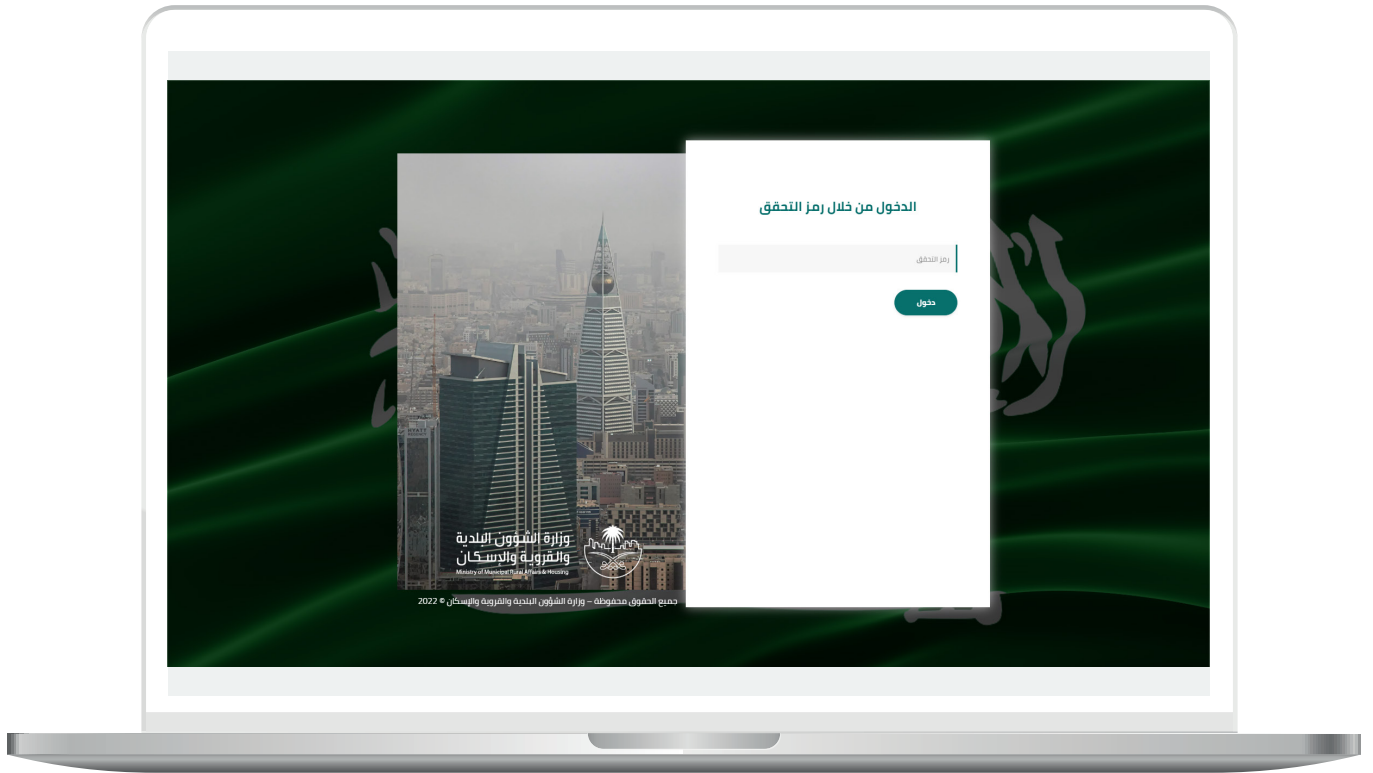 الدخول من خلال رمز التحقق
رمز التحقق
دخول
وزارة الشؤون البلدية
والقروية والإسكان
Ministry of Municipal Rural Affairs & Housing
جميع الحقوق محفوظة – وزارة الشؤون البلدية والقروية والإسكان © 2022